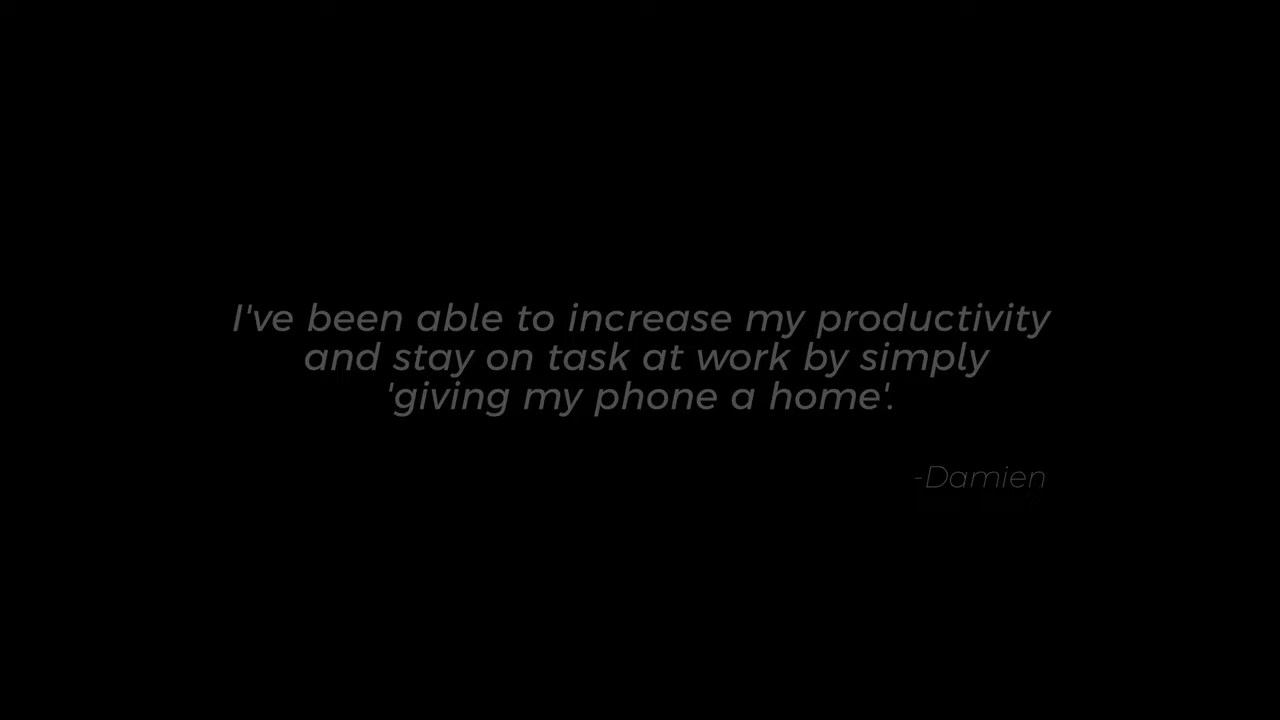 I've been able to increase my productivity
and stay on task at work by simply
'giving my phone a home'.
-Damien